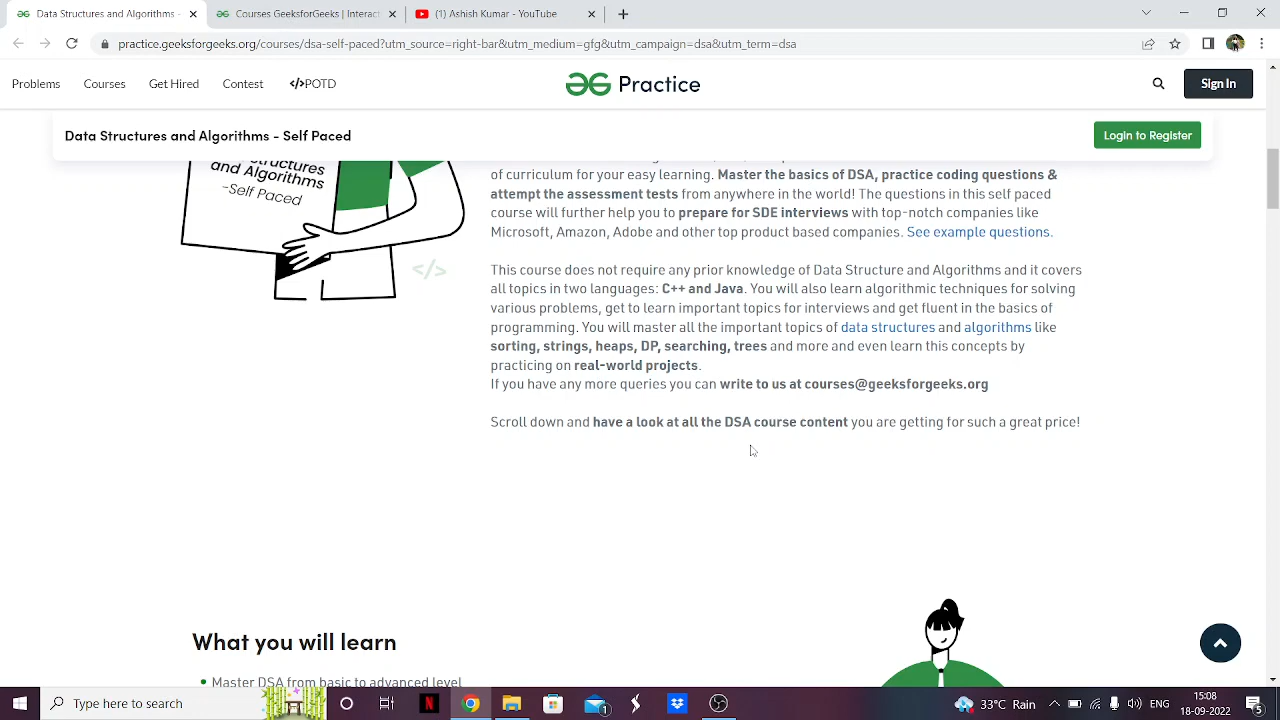 Data Structures and Algorithms - S
Courses GeeksforGeeks | Interact
(1) Ashish Kumar - YouTube
practice.geeksforgeeks.org/courses/dsa-self-paced?utm_source=right-bar&utm_medium=gfg&utm_campaign=dsa&utm_term=dsa
Problems Courses Get Hired Contest </>POTD Practice Sign In
Data Structures and Algorithms - Self Paced Login to Register
and Algorithms
-Self Paced
of curriculum for your easy learning. Master the basics of DSA, practice coding questions &
attempt the assessment tests from anywhere in the world! The questions in this self paced
course will further help you to prepare for SDE interviews with top-notch companies like
Microsoft, Amazon, Adobe and other top product based companies. See example questions.
</>
This course does not require any prior knowledge of Data Structure and Algorithms and it covers
all topics in two languages: C++ and Java. You will also learn algorithmic techniques for solving
various problems, get to learn important topics for interviews and get fluent in the basics of
programming. You will master all the important topics of data structures and algorithms like
sorting, strings, heaps, DP, searching, trees and more and even learn this concepts by
practicing on real-world projects.
If you have any more queries you can write to us at courses@geeksforgeeks.org
Scroll down and have a look at all the DSA course content you are getting for such a great price!
What you will learn
Master DSA from basic to advanced level
Type here to search
33°C Rain
ENG
15:08
18-09-2022